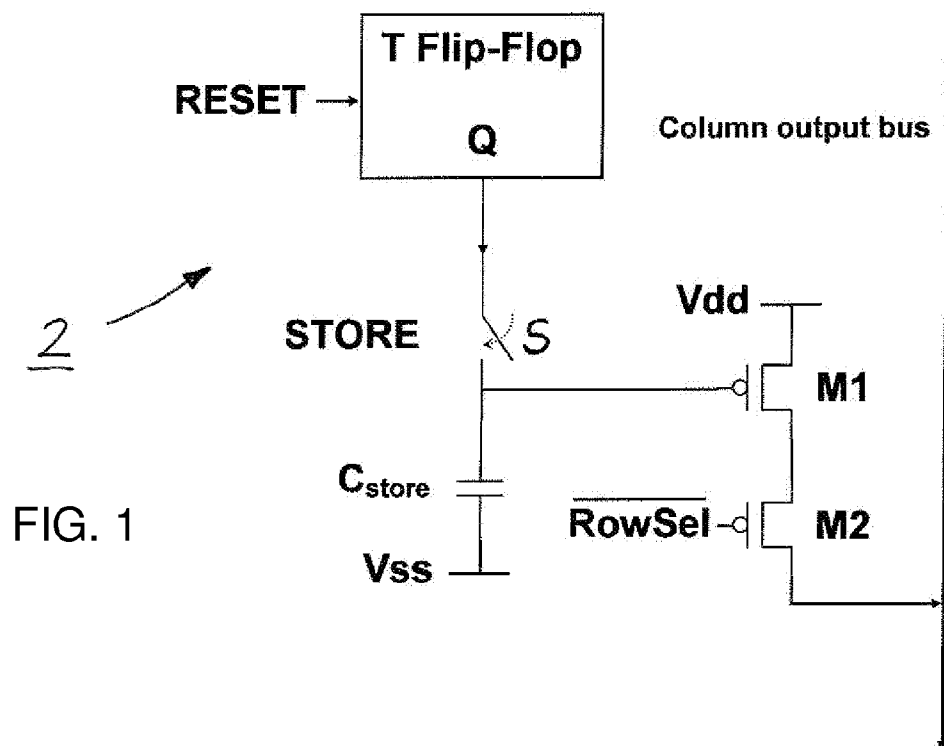 T Flip-Flop
RESET
Q
Column output bus
2
STORE
S
Vdd
M1
Cstore
RowSel
M2
FIG. 1
Vss